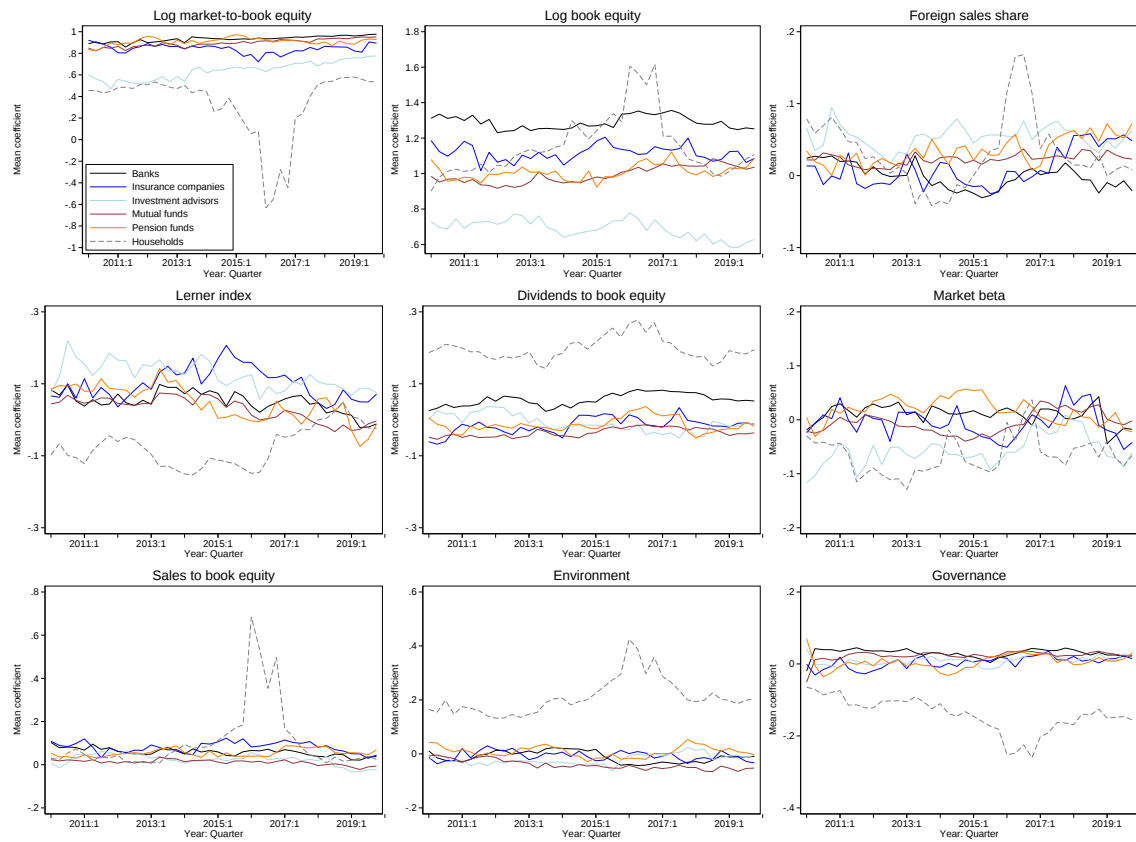 Log market-to-book equity
Mean coefficient
1
.8
.6
.4
.2
0
-.2
-.4
-.6
-.8
-1
Banks
Insurance companies
Investment advisors
Mutual funds
Pension funds
Households
2011:1 2013:1 2015:1 2017:1 2019:1
Year: Quarter
Log book equity
Mean coefficient
1.8
1.6
1.4
1.2
1
.8
.6
2011:1 2013:1 2015:1 2017:1 2019:1
Year: Quarter
Foreign sales share
Mean coefficient
.2
.1
0
-.1
2011:1 2013:1 2015:1 2017:1 2019:1
Year: Quarter
Lerner index
Mean coefficient
.3
.1
-.1
-.3
2011:1 2013:1 2015:1 2017:1 2019:1
Year: Quarter
Dividends to book equity
Mean coefficient
.3
.1
-.1
-.3
2011:1 2013:1 2015:1 2017:1 2019:1
Year: Quarter
Market beta
Mean coefficient
.2
.1
0
-.1
-.2
2011:1 2013:1 2015:1 2017:1 2019:1
Year: Quarter
Sales to book equity
Mean coefficient
.8
.6
.4
.2
0
-.2
2011:1 2013:1 2015:1 2017:1 2019:1
Year: Quarter
Environment
Mean coefficient
.6
.4
.2
0
-.2
2011:1 2013:1 2015:1 2017:1 2019:1
Year: Quarter
Governance
Mean coefficient
.2
0
-.2
-.4
2011:1 2013:1 2015:1 2017:1 2019:1
Year: Quarter